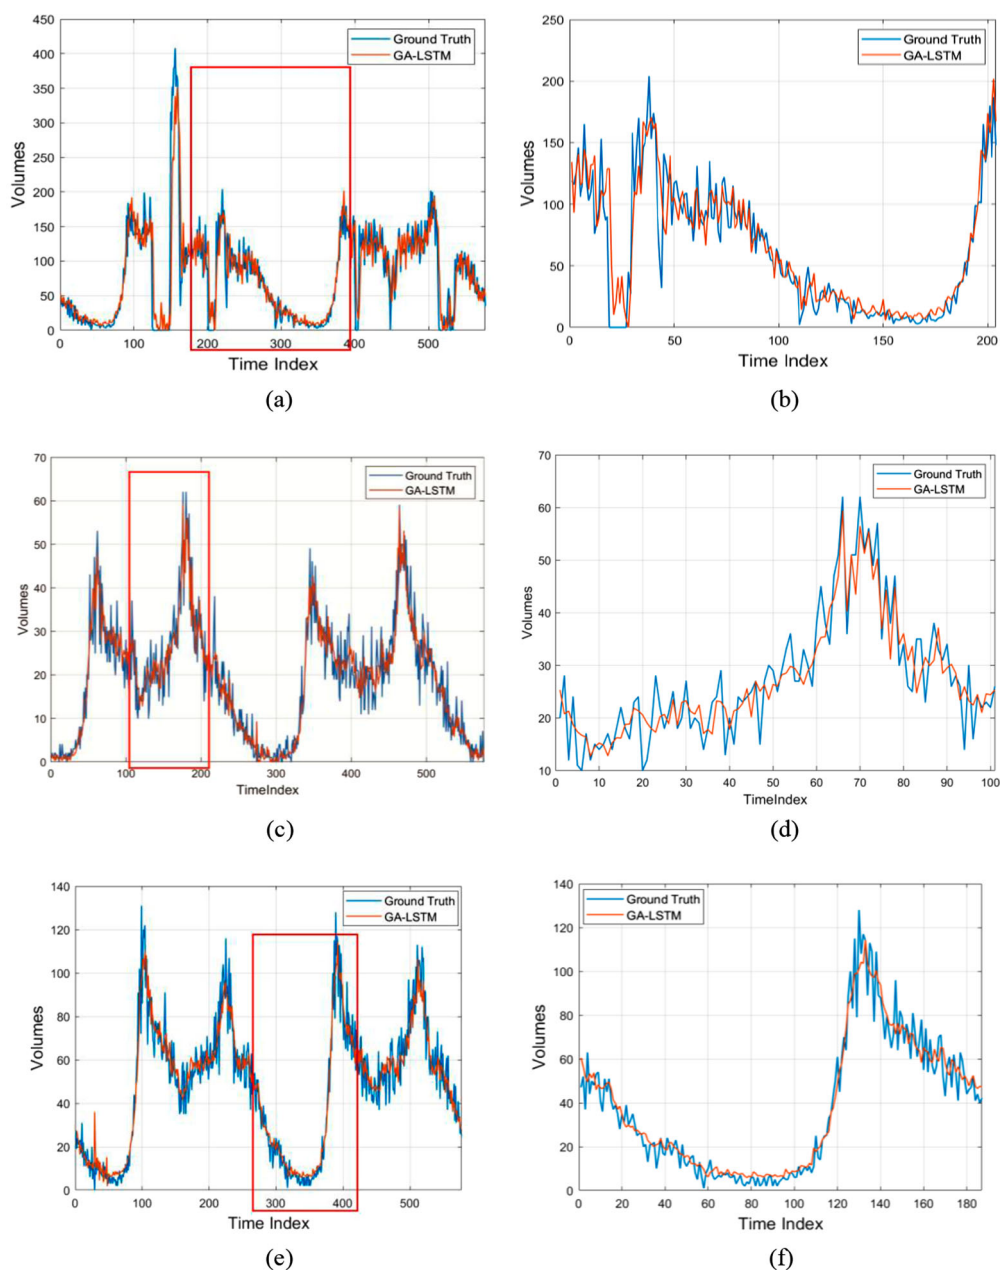 450
400
350
300
250
200
150
100
50
0
Volumes
Ground Truth
GA-LSTM
0 100 200 300 400 500
Time Index
(a)
250
200
150
100
50
0
Volumes
Ground Truth
GA-LSTM
0 50 100 150 200
Time Index
(b)
70
60
50
40
30
20
10
0
Volumes
Ground Truth
GA-LSTM
0 100 200 300 400 500
TimeIndex
(c)
70
60
50
40
30
20
10
Volumes
Ground Truth
GA-LSTM
0 10 20 30 40 50 60 70 80 90 100
TimeIndex
(d)
140
120
100
80
60
40
20
0
Volumes
Ground Truth
GA-LSTM
0 100 200 300 400 500
Time Index
(e)
140
120
100
80
60
40
20
0
Volumes
Ground Truth
GA-LSTM
0 20 40 60 80 100 120 140 160 180
Time Index
(f)